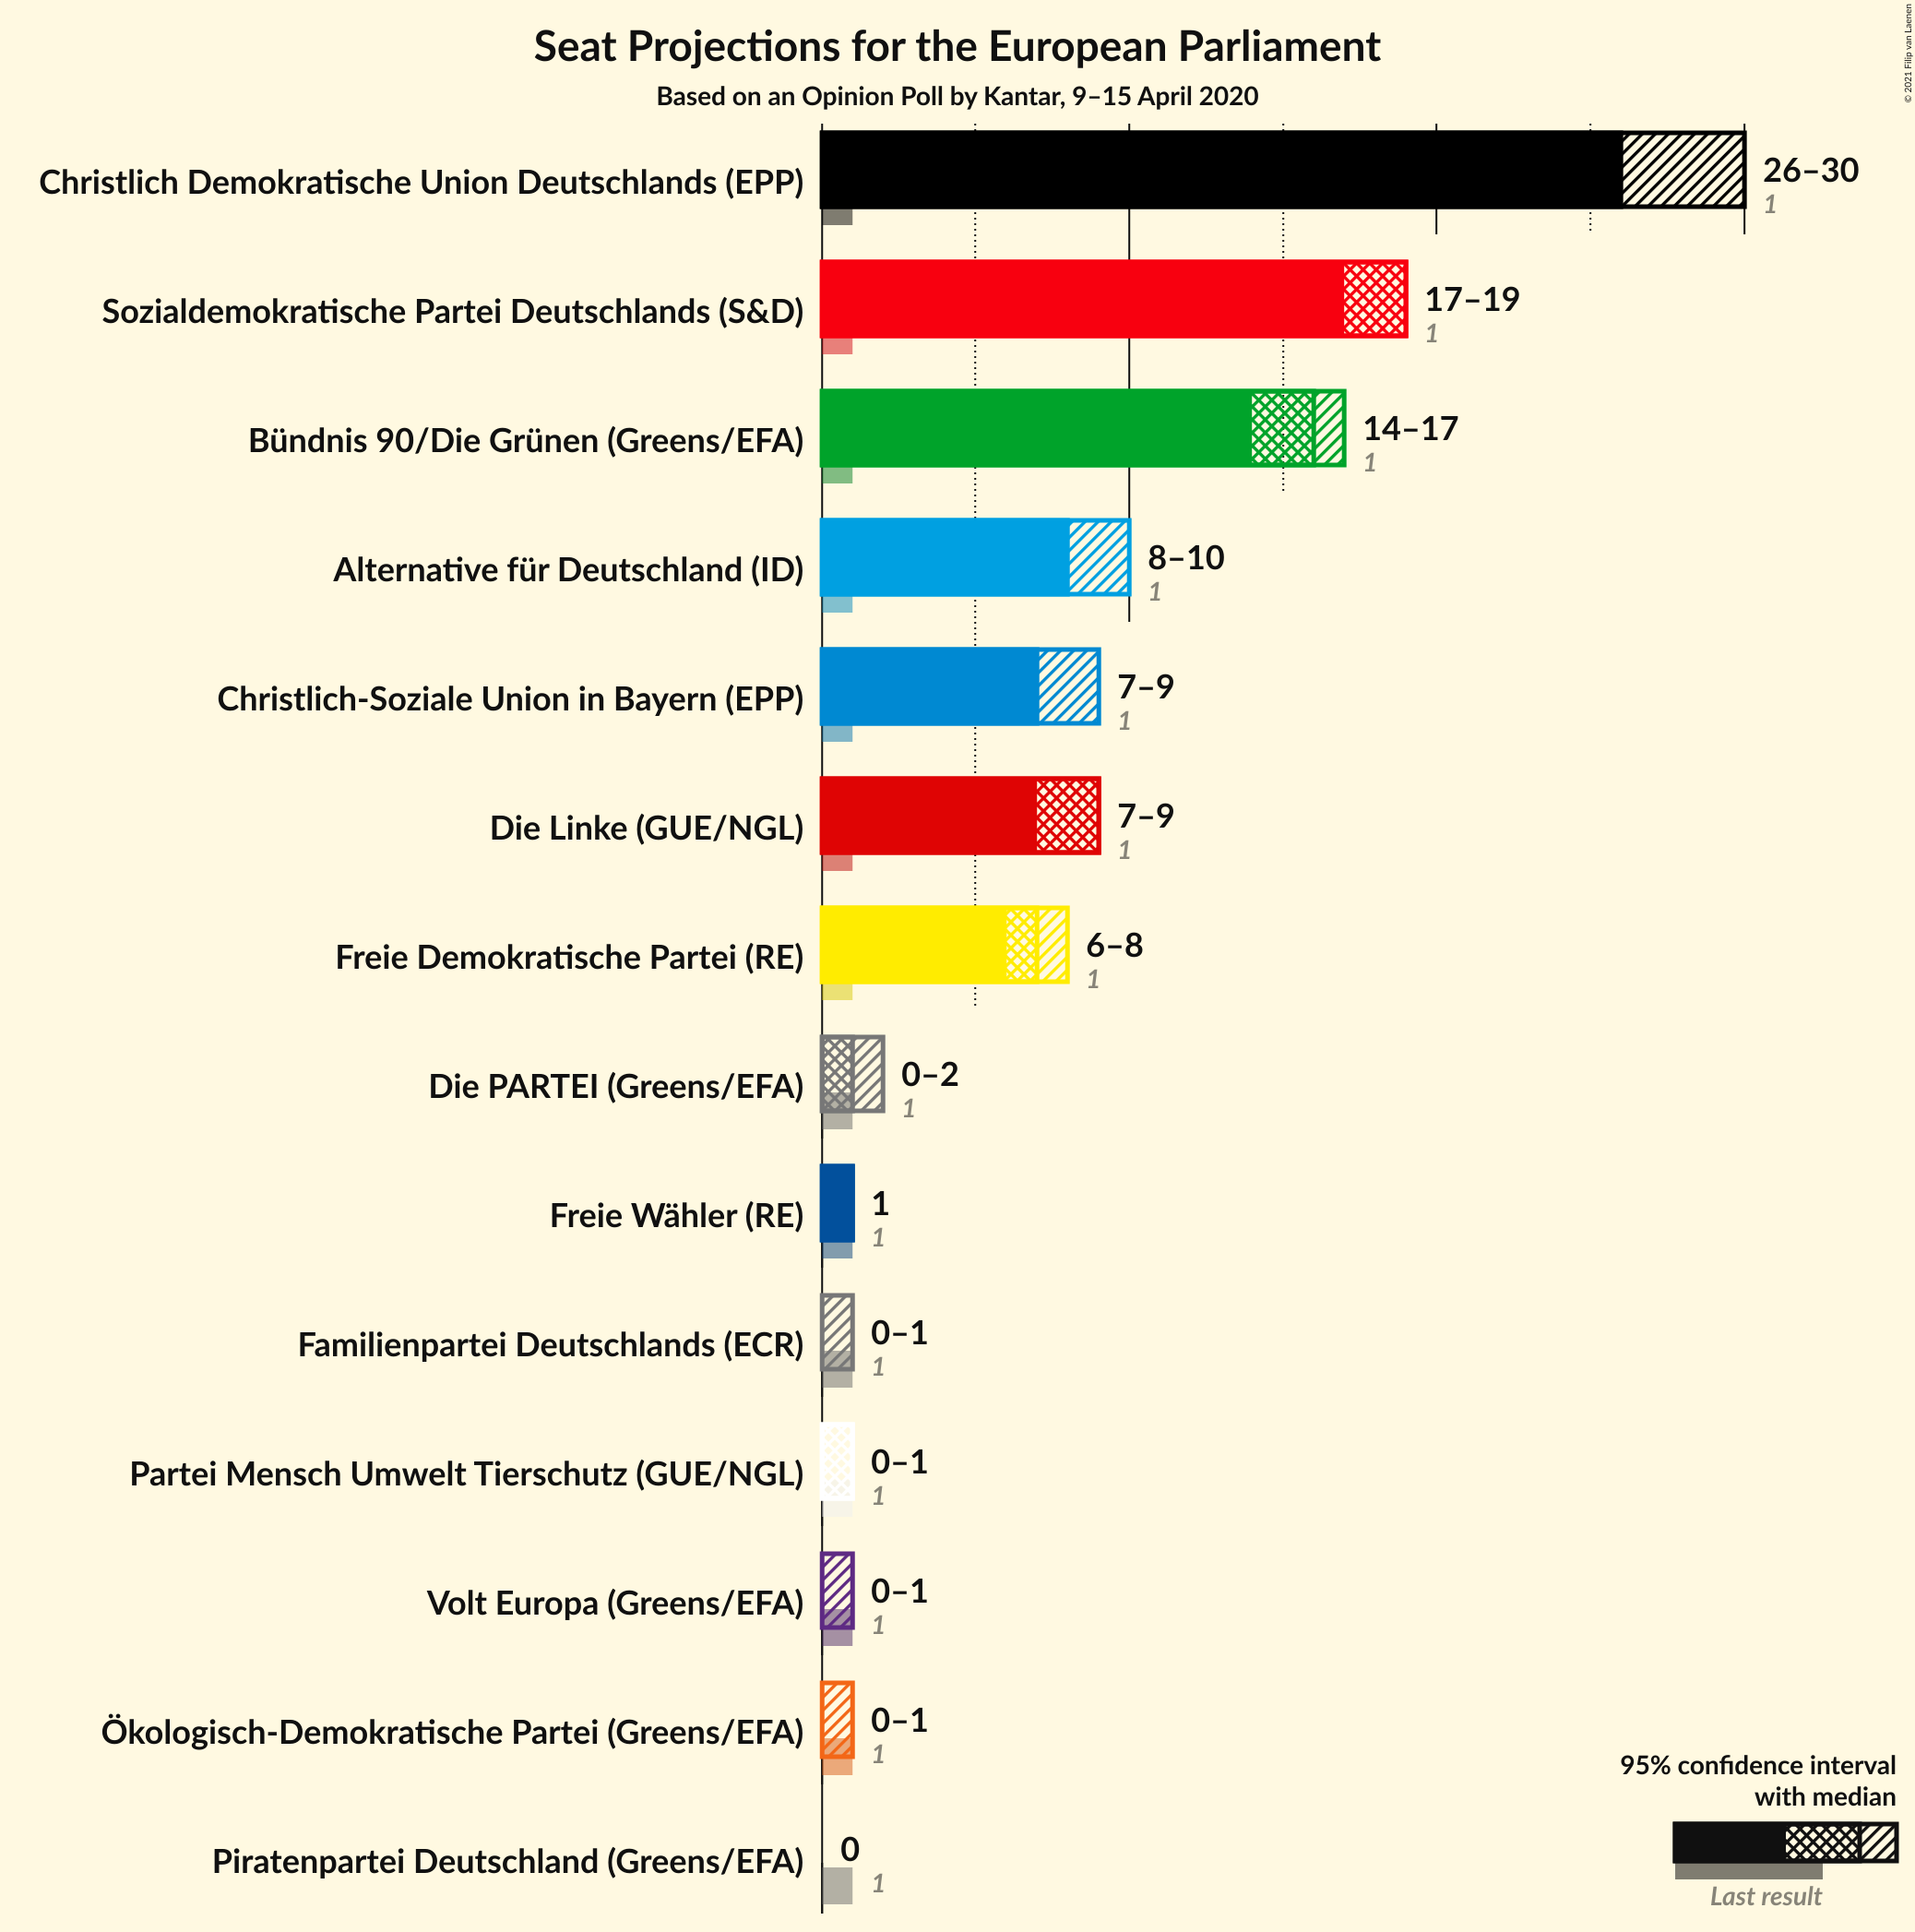 Seat Projections for the European Parliament
Based on an Opinion Poll by Kantar, 9–15 April 2020
© 2021 Filip van Laenen
Christlich Demokratische Union Deutschlands (EPP)
26–30
1
Sozialdemokratische Partei Deutschlands (S&D)
17–19
1
Bündnis 90/Die Grünen (Greens/EFA)
14–17
1
Alternative für Deutschland (ID)
8–10
1
Christlich-Soziale Union in Bayern (EPP)
7–9
1
Die Linke (GUE/NGL)
7–9
1
Freie Demokratische Partei (RE)
6–8
1
Die PARTEI (Greens/EFA)
0–2
1
Freie Wähler (RE)
1
1
Familienpartei Deutschlands (ECR)
0–1
1
Partei Mensch Umwelt Tierschutz (GUE/NGL)
0–1
1
Volt Europa (Greens/EFA)
0–1
1
Ökologisch-Demokratische Partei (Greens/EFA)
0–1
1
Piratenpartei Deutschland (Greens/EFA)
0
1
95% confidence interval
with median
Last result